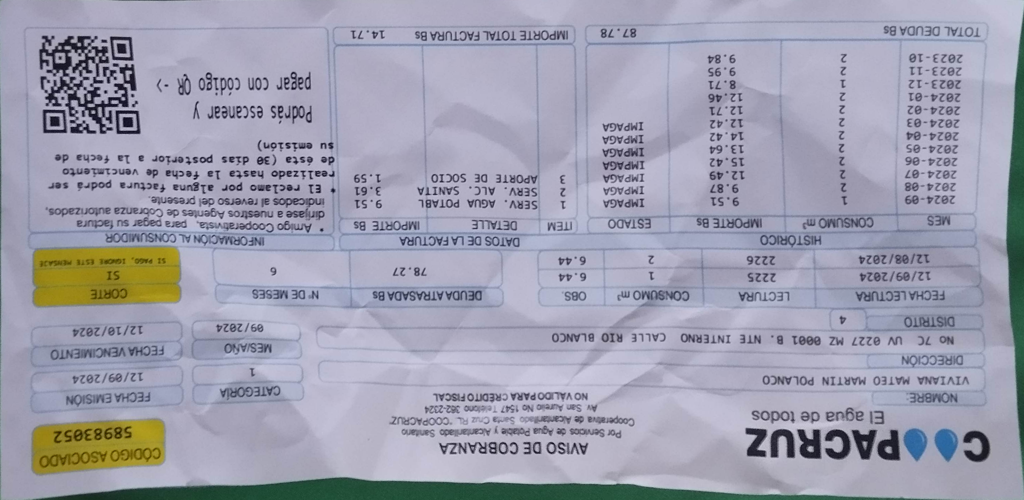 COOPACRUZ
El agua de todos
AVISO DE COBRANZA
Por Servicios de Agua Potable y Alcantarillado Santano
Cooperativa de Alcantarillado Santa Cruz RL. "COOPACRUZ"
Av. San Aurelio No 1547 Teléfono 362-2324
NO VÁLIDO PARA CRÉDITO FISCAL
CÓDIGO ASOCIADO
58983052
NOMBRE:
VIVIANA MATEO MARTIN POLANCO
CATEGORÍA
1
FECHA EMISIÓN
12/09/2024
DIRECCIÓN
No 7C UV 0227 MZ 0001 B. NTE INTERNO CALLE RIO BLANCO
MES/AÑO
09/2024
FECHA VENCIMIENTO
12/10/2024
DISTRITO 4
FECHA LECTURA LECTURA CONSUMO m³ OBS.
12/09/2024 2225 1 6.44
12/08/2024 2226 2 6.44
DEUDA ATRASADA Bs
78.27
N° DE MESES
6
CORTE
SI
SI PAGO, IGNORE ESTE MENSAJE
HISTÓRICO
MES CONSUMO m³ IMPORTE Bs ESTADO
2024-09 1 9.51 IMPAGA
2024-08 2 9.87 IMPAGA
2024-07 2 12.49 IMPAGA
2024-06 2 15.42 IMPAGA
2024-05 2 13.64 IMPAGA
2024-04 2 14.42 IMPAGA
2024-03 2 12.42 IMPAGA
2024-02 2 12.71
2024-01 2 12.46
2023-12 1 8.71
2023-11 2 9.95
2023-10 2 9.84
TOTAL DEUDA Bs 87.78
DATOS DE LA FACTURA
ITEM DETALLE IMPORTE Bs
1 SERV. AGUA POTABL 9.51
2 SERV. ALC. SANITA 3.61
3 APORTE DE SOCIO 1.59
IMPORTE TOTAL FACTURA Bs 14.71
INFORMACIÓN AL CONSUMIDOR
* Amigo Cooperativista, para pagar su factura
diríjase a nuestros Agentes de Cobranza autorizados,
indicados al reverso del presente.
* El reclamo por alguna factura podrá ser
realizado hasta la fecha de vencimiento
de ésta (30 días posterior a la fecha de
su emisión)
Podrás escanear y
pagar con código QR ->